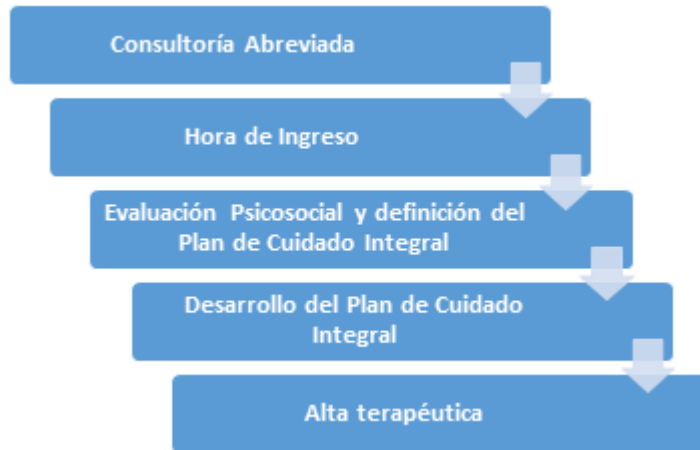 Consultoría Abreviada
Hora de Ingreso
Evaluación Psicosocial y definición del
Plan de Cuidado Integral
Desarrollo del Plan de Cuidado
Integral
Alta terapéutica